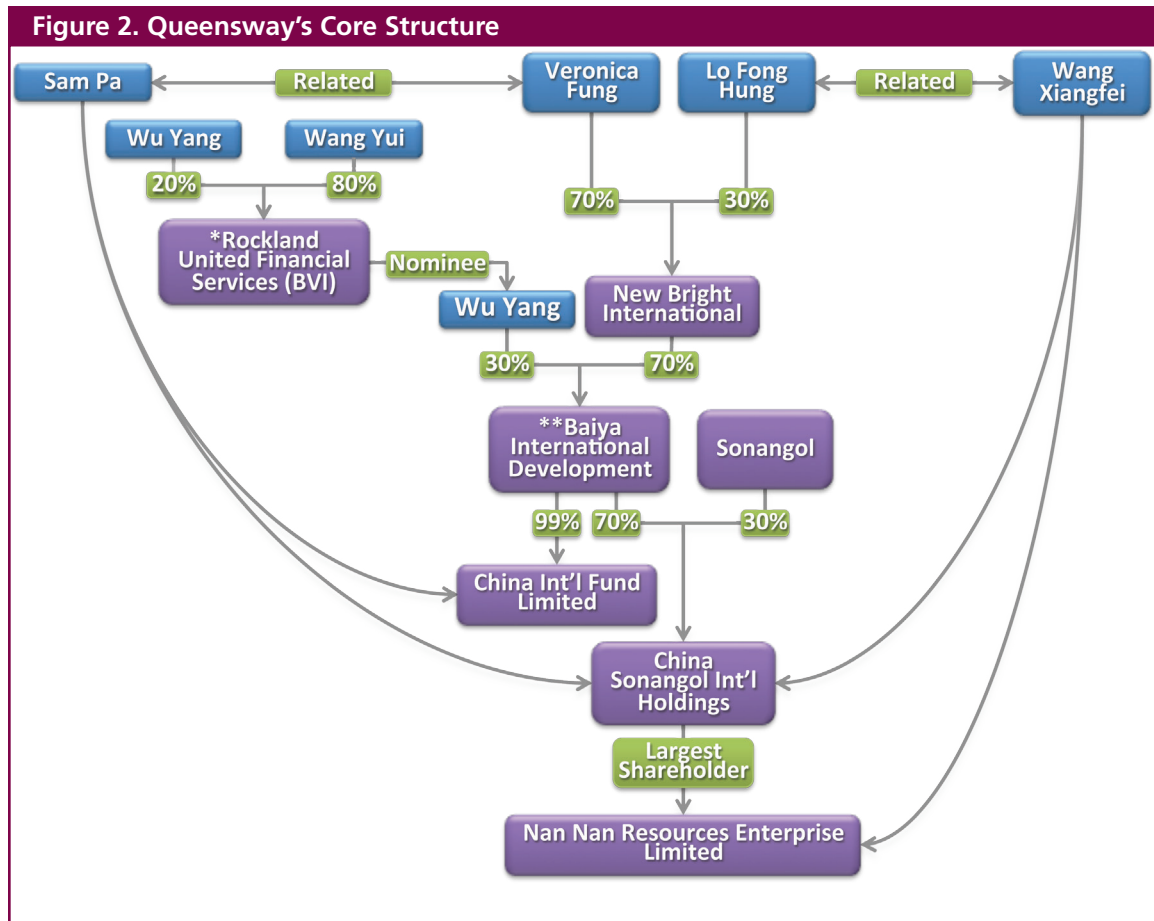 Figure 2. Queensway's Core Structure
Sam Pa
Related
Veronica
Fung
Lo Fong
Hung
Related
Wang
Xiangfei
Wu Yang
Wang Yui
20%
80%
70%
30%
*Rockland
United Financial
Services (BVI)
Nominee
Wu Yang
New Bright
International
30%
70%
**Baiya
International
Development
Sonangol
99%
70%
30%
China Int'l Fund
Limited
China
Sonangol Int'l
Holdings
Largest
Shareholder
Nan Nan Resources Enterprise
Limited